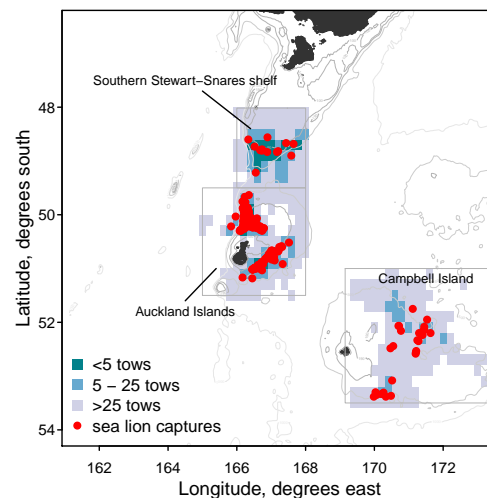 Southern Stewart−Snares shelf
Campbell Island
Auckland Islands
<5 tows
5 − 25 tows
>25 tows
sea lion captures
48
50
52
54
162
164
166
168
170
172
Latitude, degrees south
Longitude, degrees east